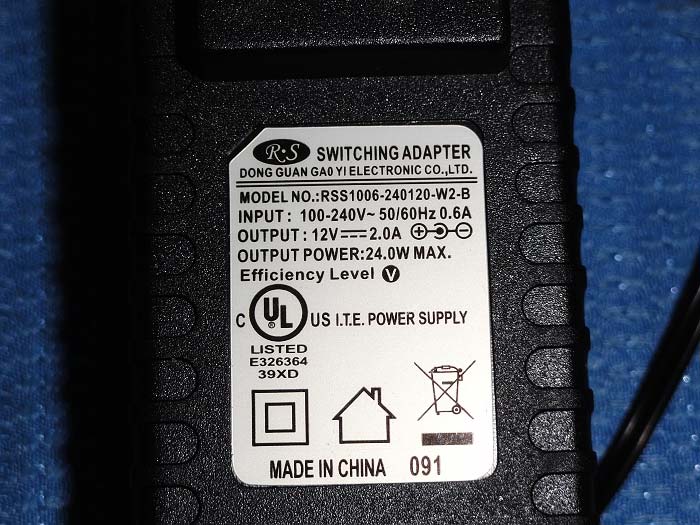 R·S SWITCHING ADAPTER
DONG GUAN GAO YI ELECTRONIC CO.,LTD.
MODEL NO.:RSS1006-240120-W2-B
INPUT : 100-240V~ 50/60Hz 0.6A
OUTPUT : 12V⎓2.0A
OUTPUT POWER:24.0W MAX.
Efficiency Level V
C UL ® US I.T.E. POWER SUPPLY
LISTED
E326364
39XD
MADE IN CHINA 091